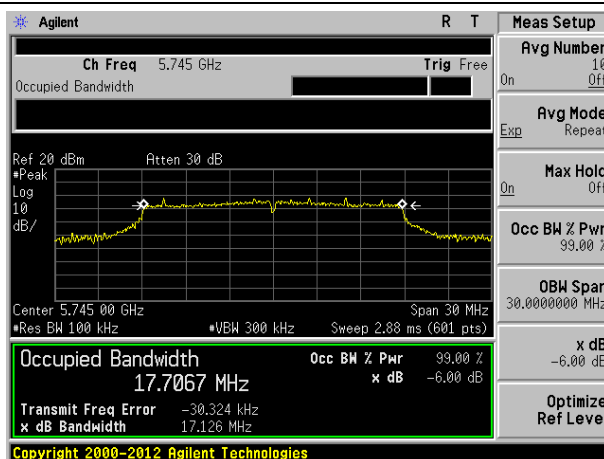 Agilent R T
Ch Freq 5.745 GHz Trig Free
Occupied Bandwidth
Ref 20 dBm Atten 30 dB
#Peak
Log
10
dB/
Center 5.745 00 GHz Span 30 MHz
#Res BW 100 kHz #VBW 300 kHz Sweep 2.88 ms (601 pts)
Occupied Bandwidth Occ BW % Pwr 99.00 %
17.7067 MHz x dB -6.00 dB
Transmit Freq Error -30.324 kHz
x dB Bandwidth 17.126 MHz
Copyright 2000-2012 Agilent Technologies
Meas Setup
Avg Number
10
On Off
Avg Mode
Exp Repeat
Max Hold
On Off
Occ BW % Pwr
99.00 %
OBW Span
30.0000000 MHz
x dB
-6.00 dB
Optimize
Ref Level